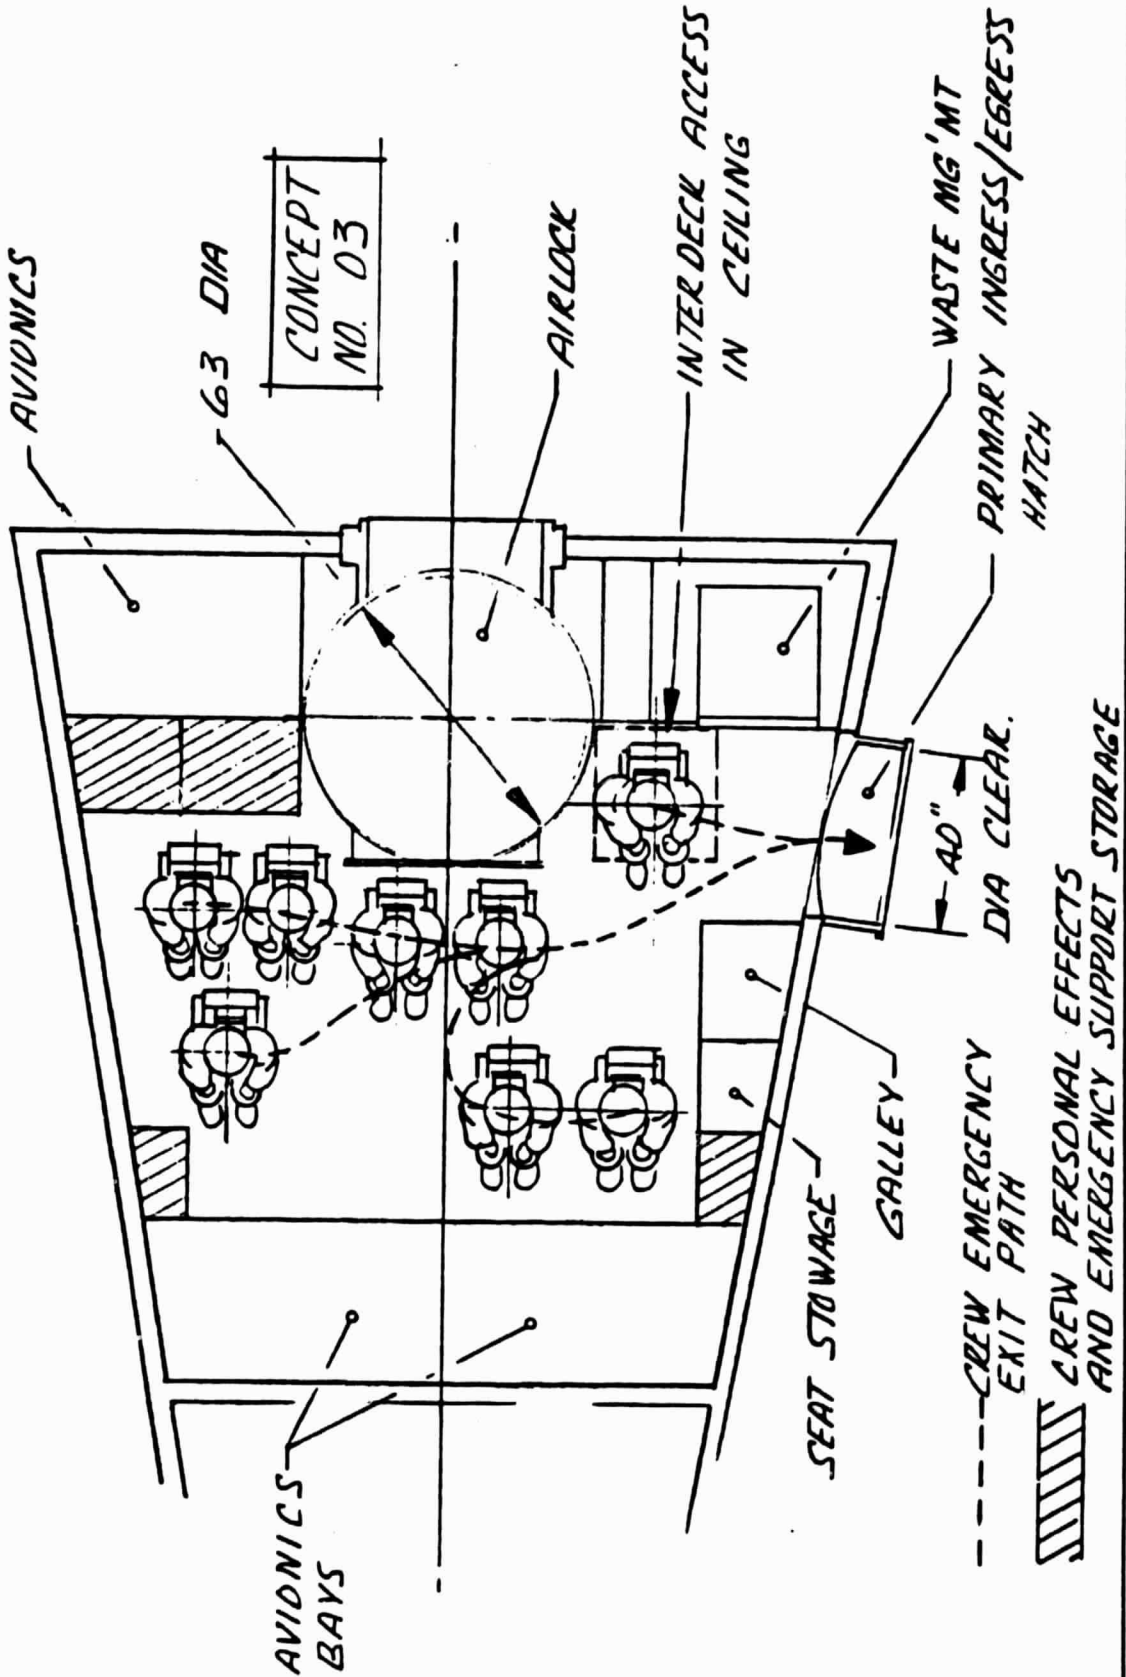 AVIONICS
63 DIA
CONCEPT
NO. 03
AIRLOCK
INTERDECK ACCESS
IN CEILING
WASTE MG'MT
PRIMARY INGRESS/EGRESS
HATCH
40"
DIA CLEAR.
GALLEY
SEAT STOWAGE
AVIONICS
BAYS
CREW EMERGENCY
EXIT PATH
CREW PERSONAL EFFECTS
AND EMERGENCY SUPPORT STORAGE